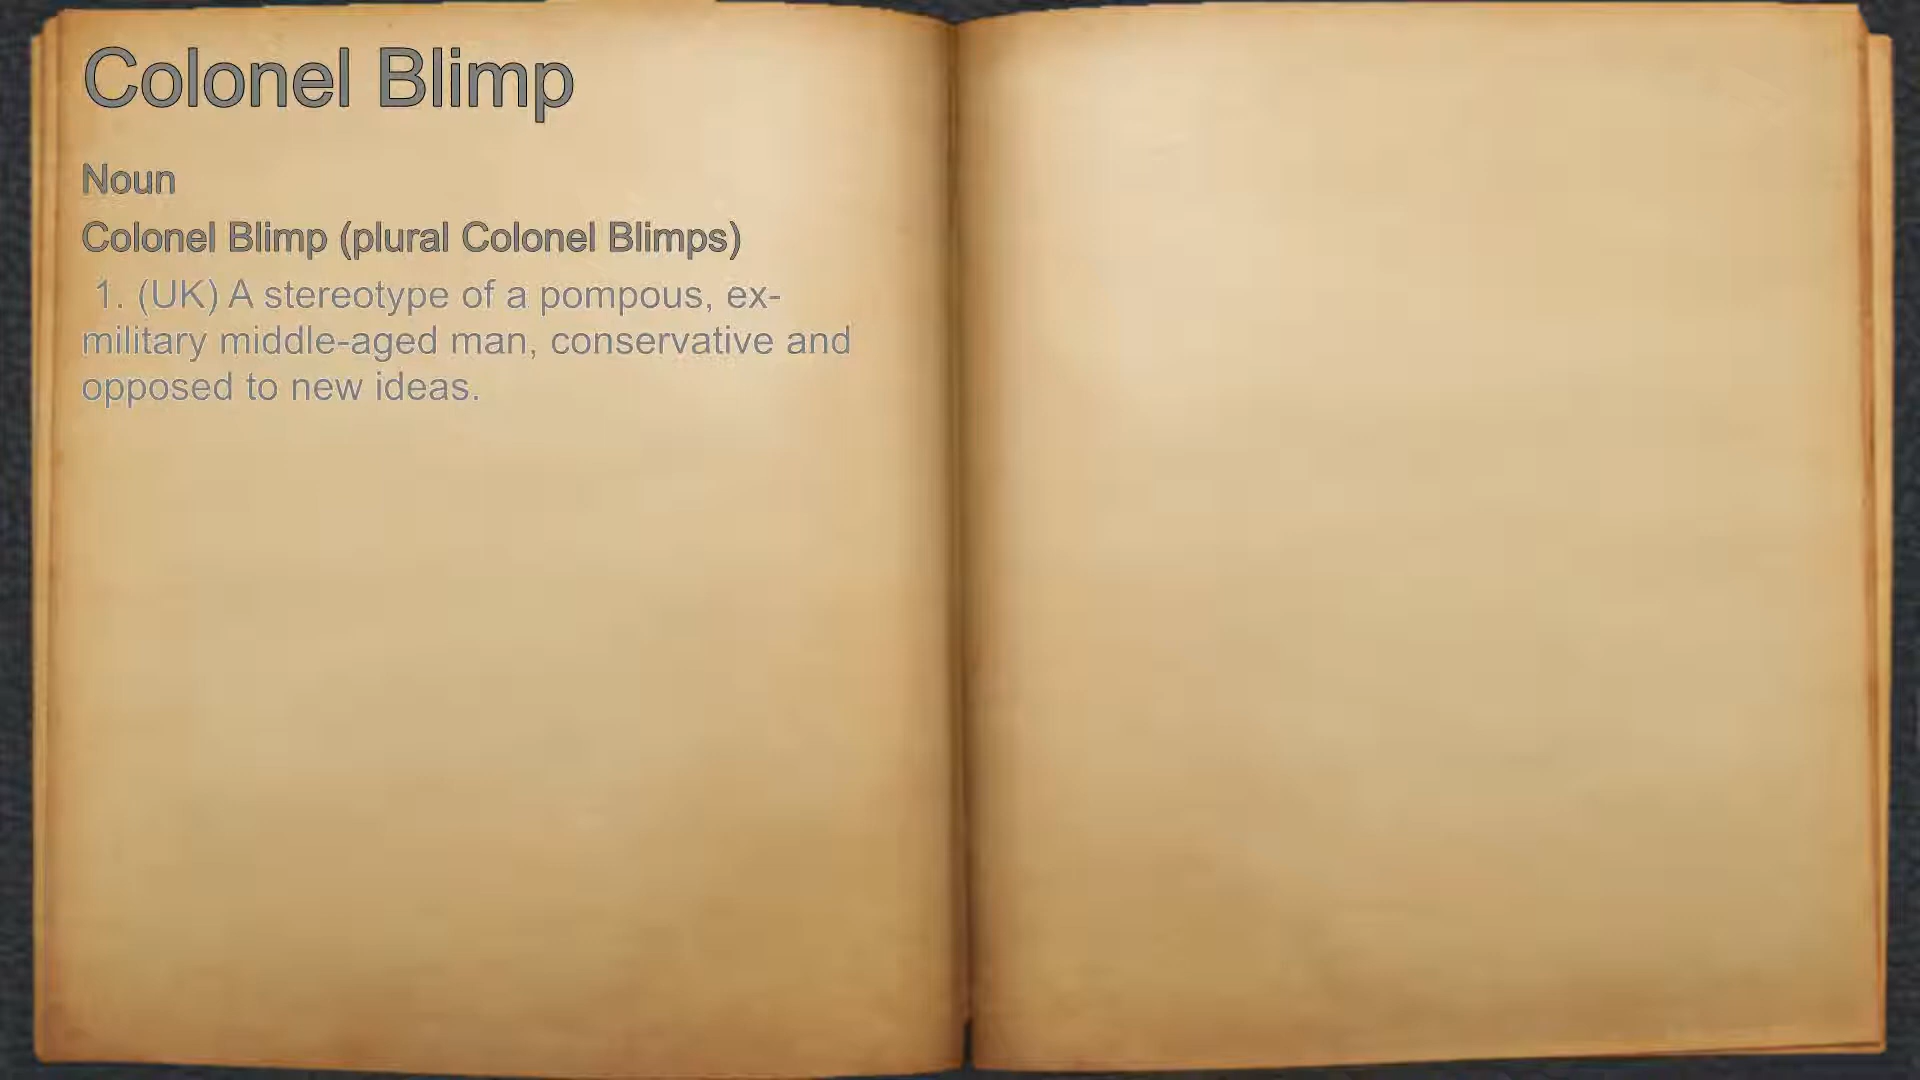 Colonel Blimp
Noun
Colonel Blimp (plural Colonel Blimps)
1. (UK) A stereotype of a pompous, ex-
military middle-aged man, conservative and
opposed to new ideas.